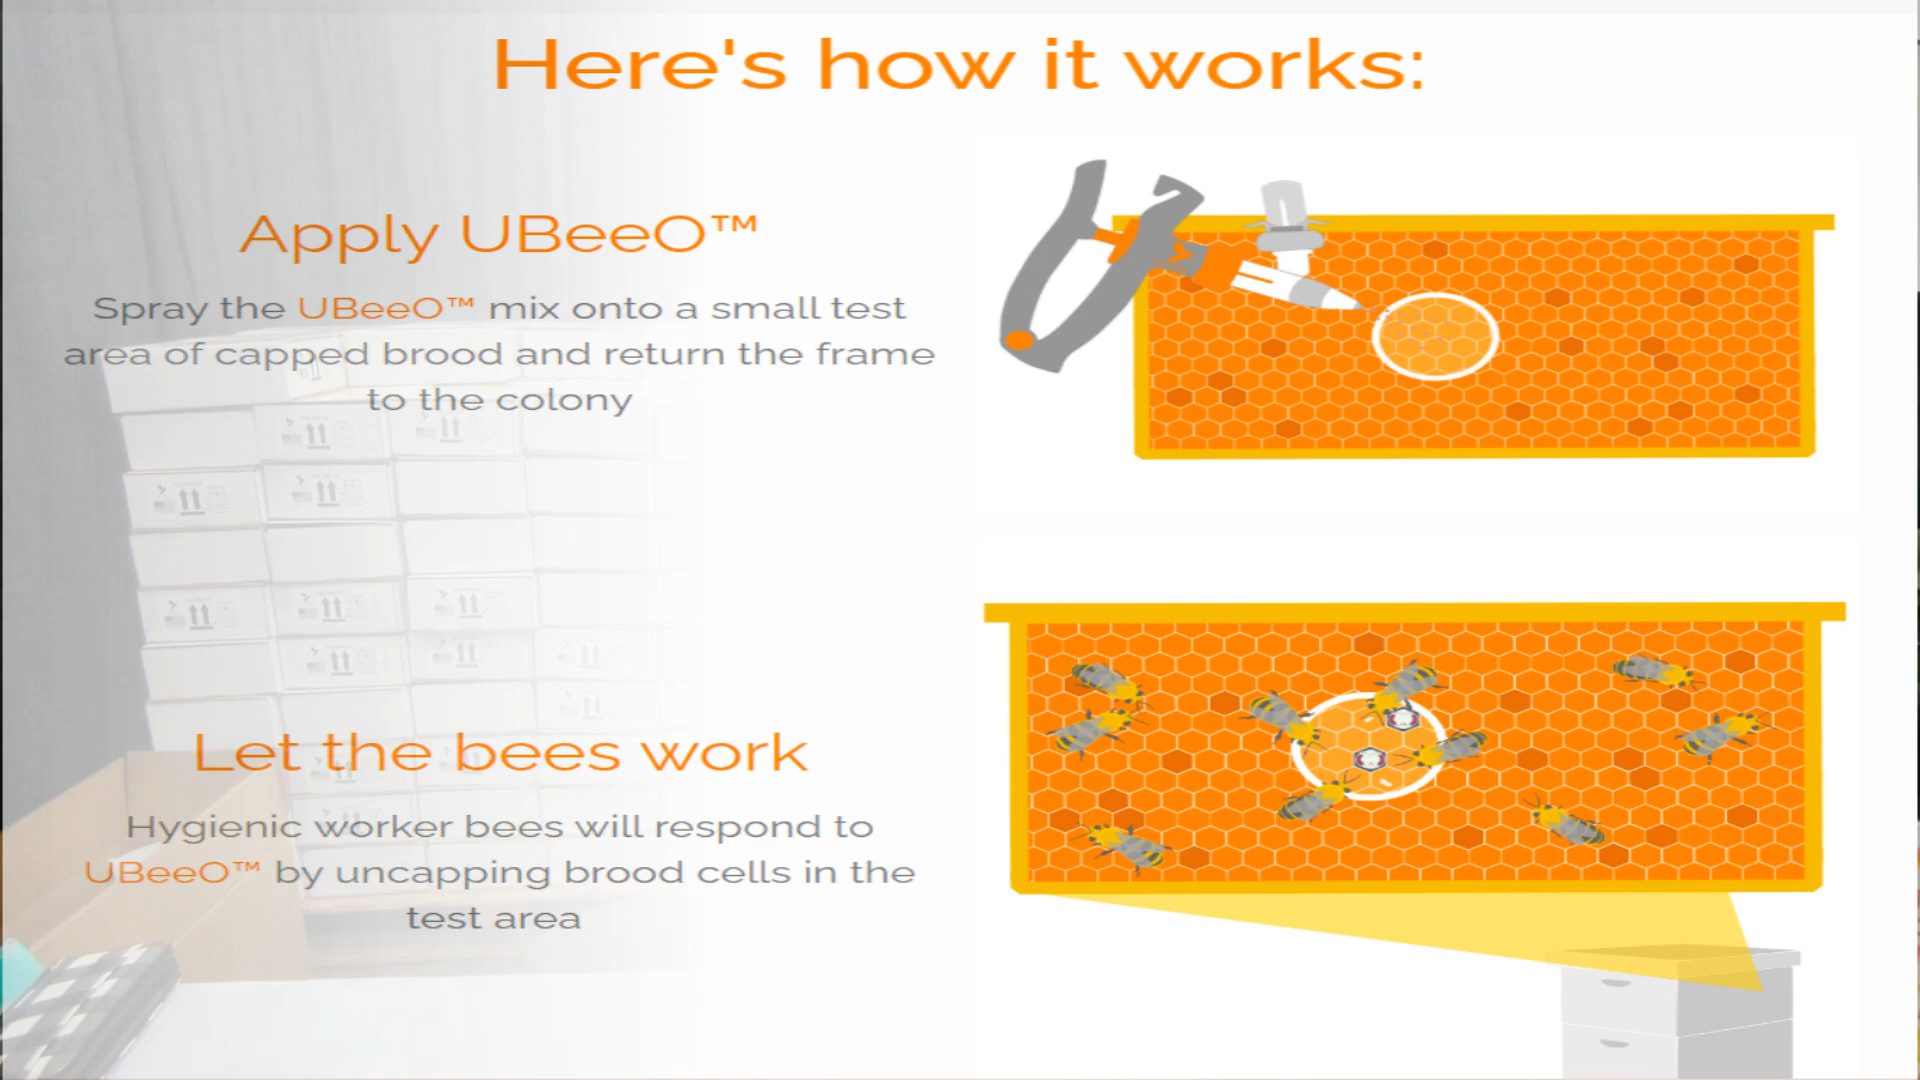 Here's how it works:
Apply UBeeO™
Spray the UBeeO™ mix onto a small test
area of capped brood and return the frame
to the colony
Let the bees work
Hygienic worker bees will respond to
UBeeO™ by uncapping brood cells in the
test area